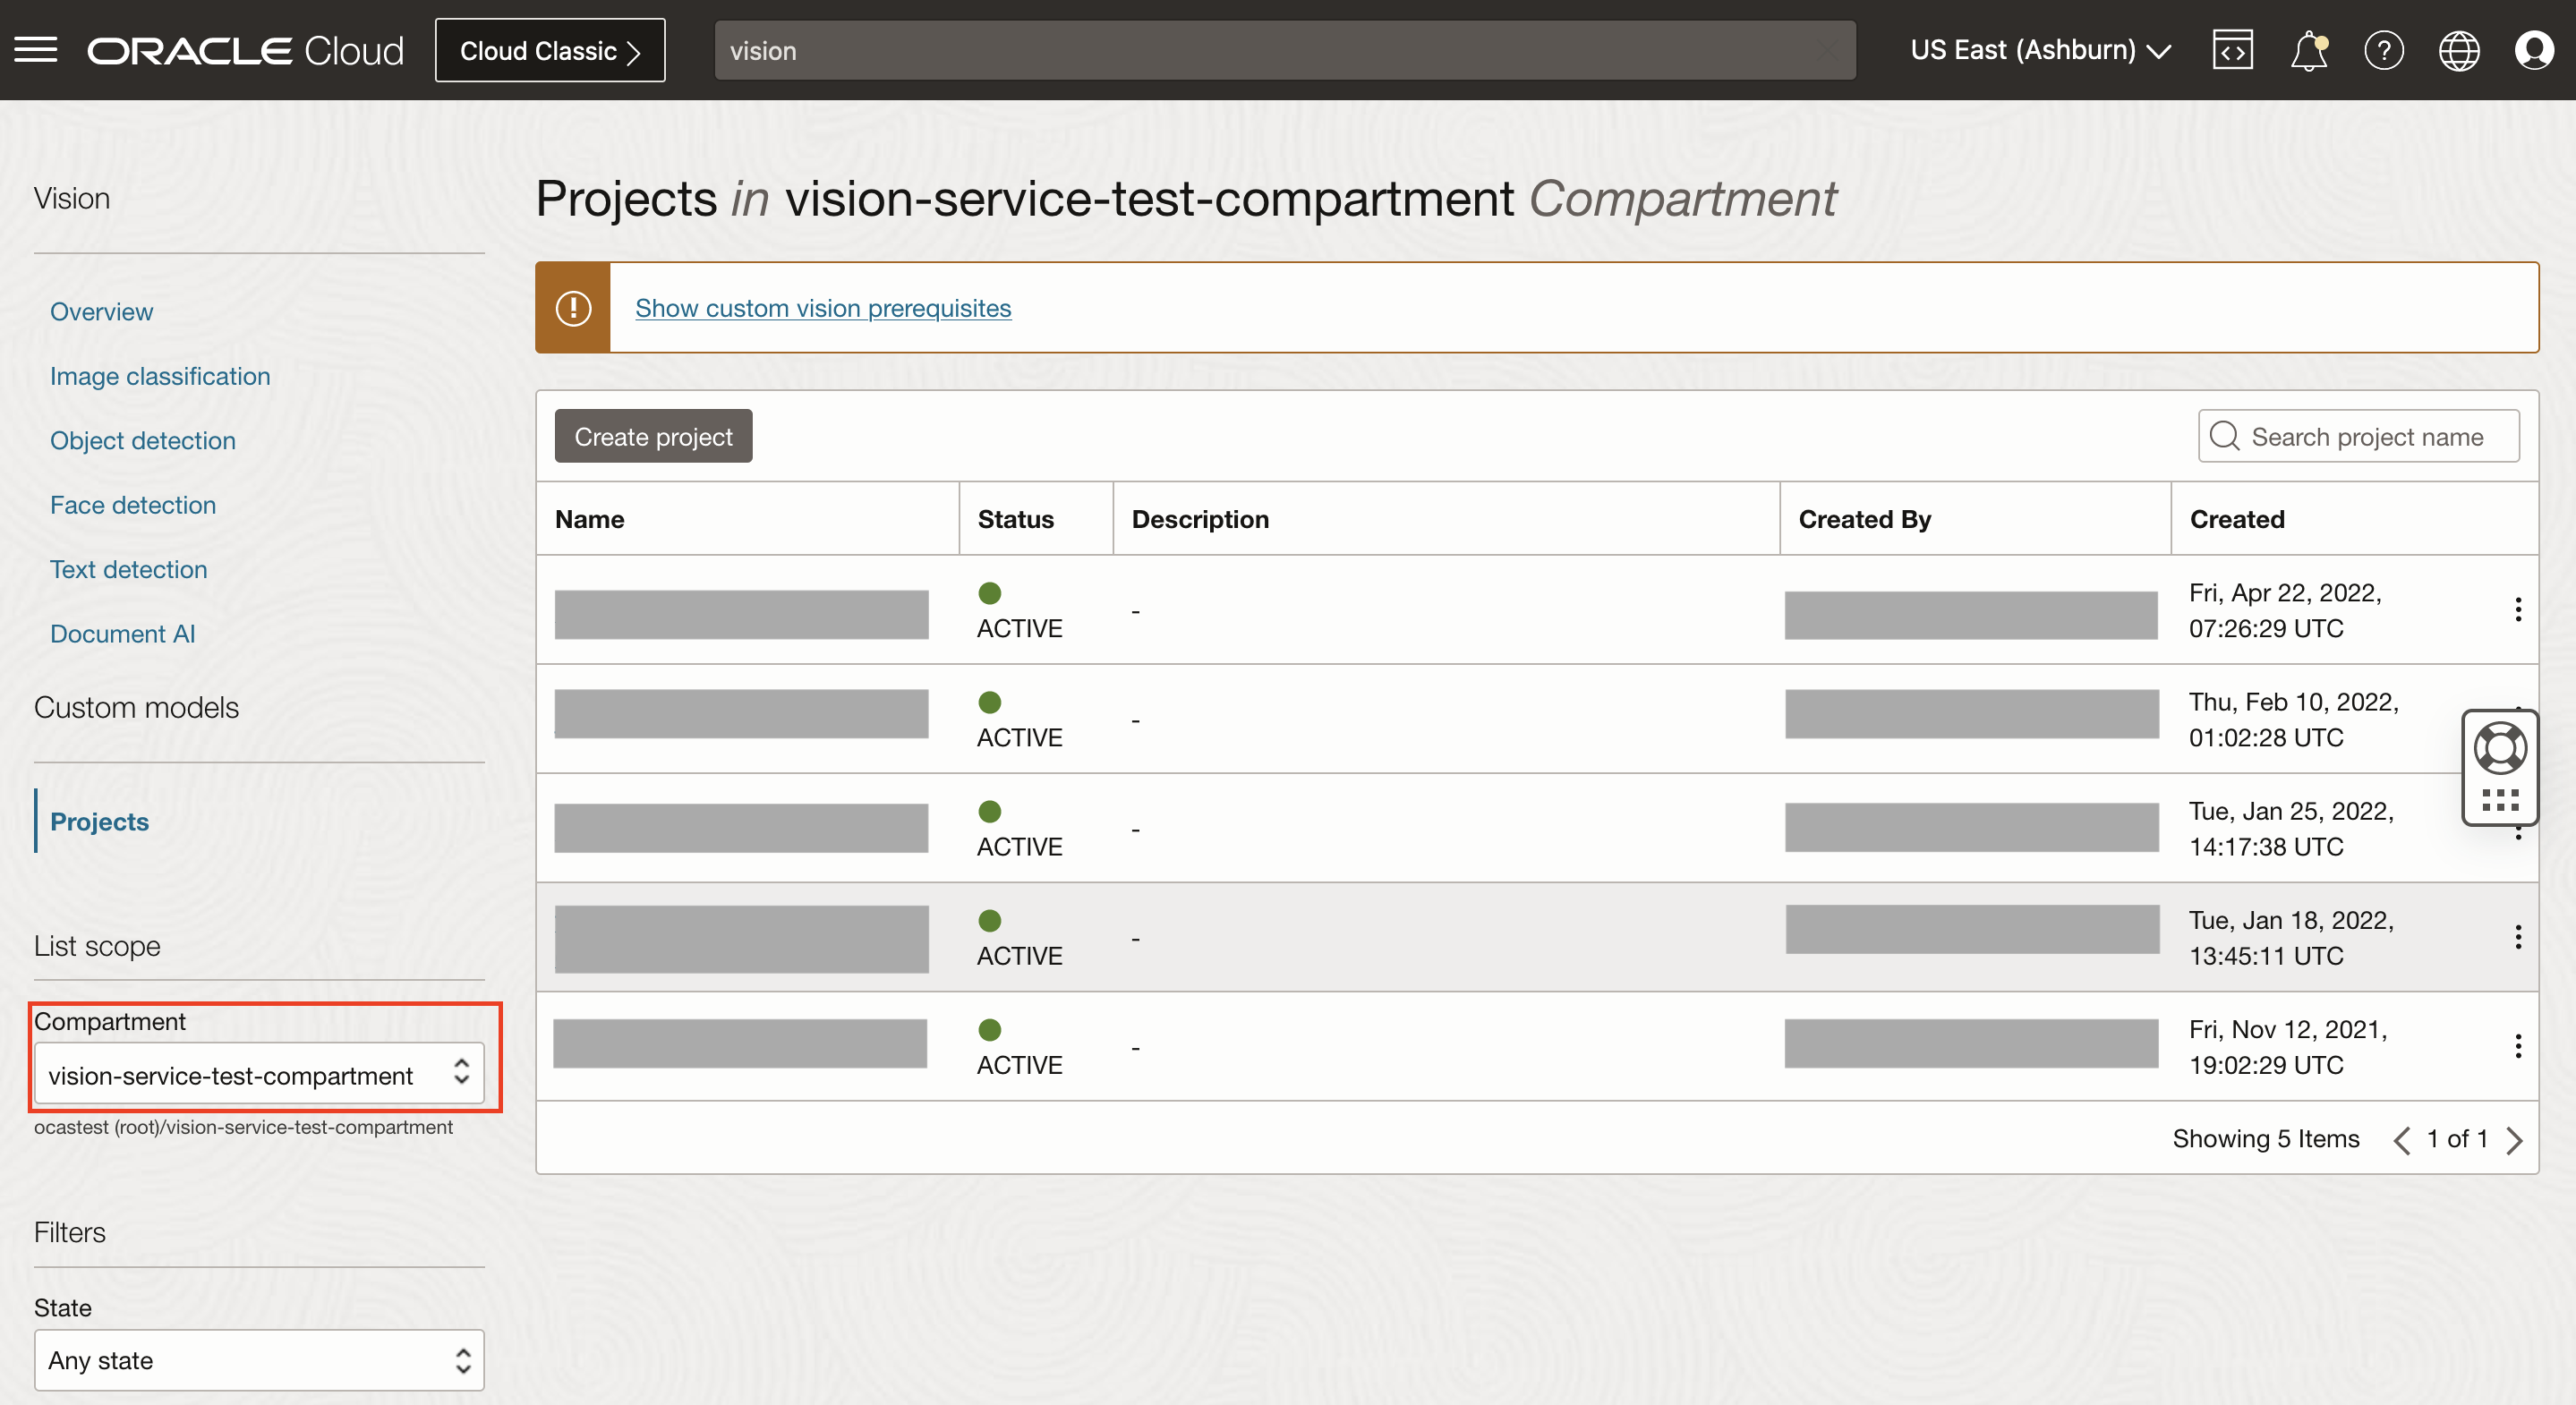 ORACLE Cloud
Cloud Classic
vision
US East (Ashburn)
Vision
Overview
Image classification
Object detection
Face detection
Text detection
Document AI
Custom models
Projects
List scope
Compartment
vision-service-test-compartment
ocastest (root)/vision-service-test-compartment
Filters
State
Any state
Projects in vision-service-test-compartment Compartment
Show custom vision prerequisites
Create project
Search project name
Name Status Description Created By Created
ACTIVE - Fri, Apr 22, 2022,
07:26:29 UTC
ACTIVE - Thu, Feb 10, 2022,
01:02:28 UTC
ACTIVE - Tue, Jan 25, 2022,
14:17:38 UTC
ACTIVE - Tue, Jan 18, 2022,
13:45:11 UTC
ACTIVE - Fri, Nov 12, 2021,
19:02:29 UTC
Showing 5 Items 1 of 1